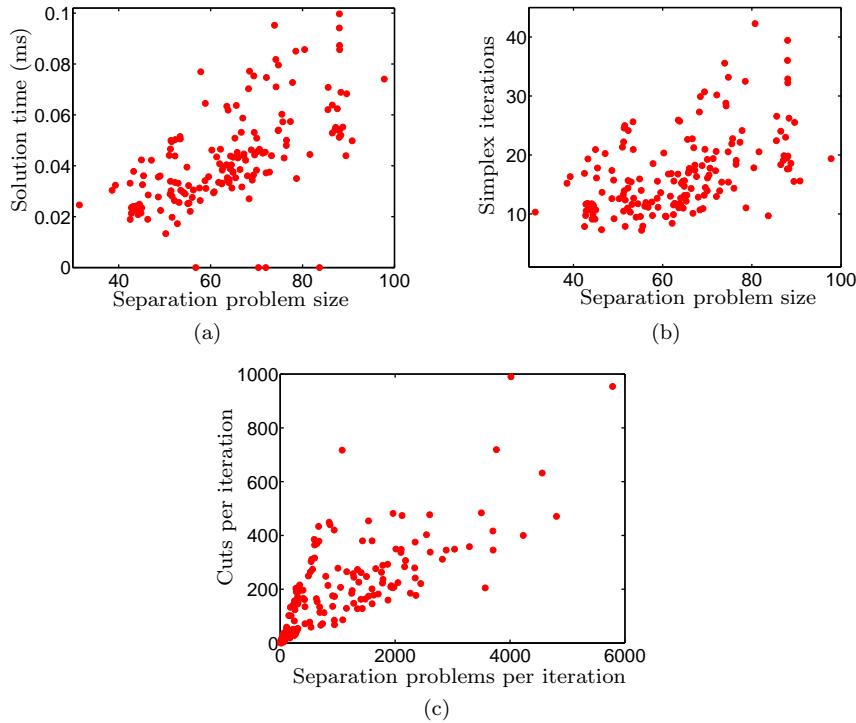 0.1
0.08
0.06
0.04
0.02
0
40 60 80 100
Solution time (ms)
Separation problem size
(a)
40
30
20
10
40 60 80 100
Simplex iterations
Separation problem size
(b)
1000
800
600
400
200
0
0 2000 4000 6000
Cuts per iteration
Separation problems per iteration
(c)